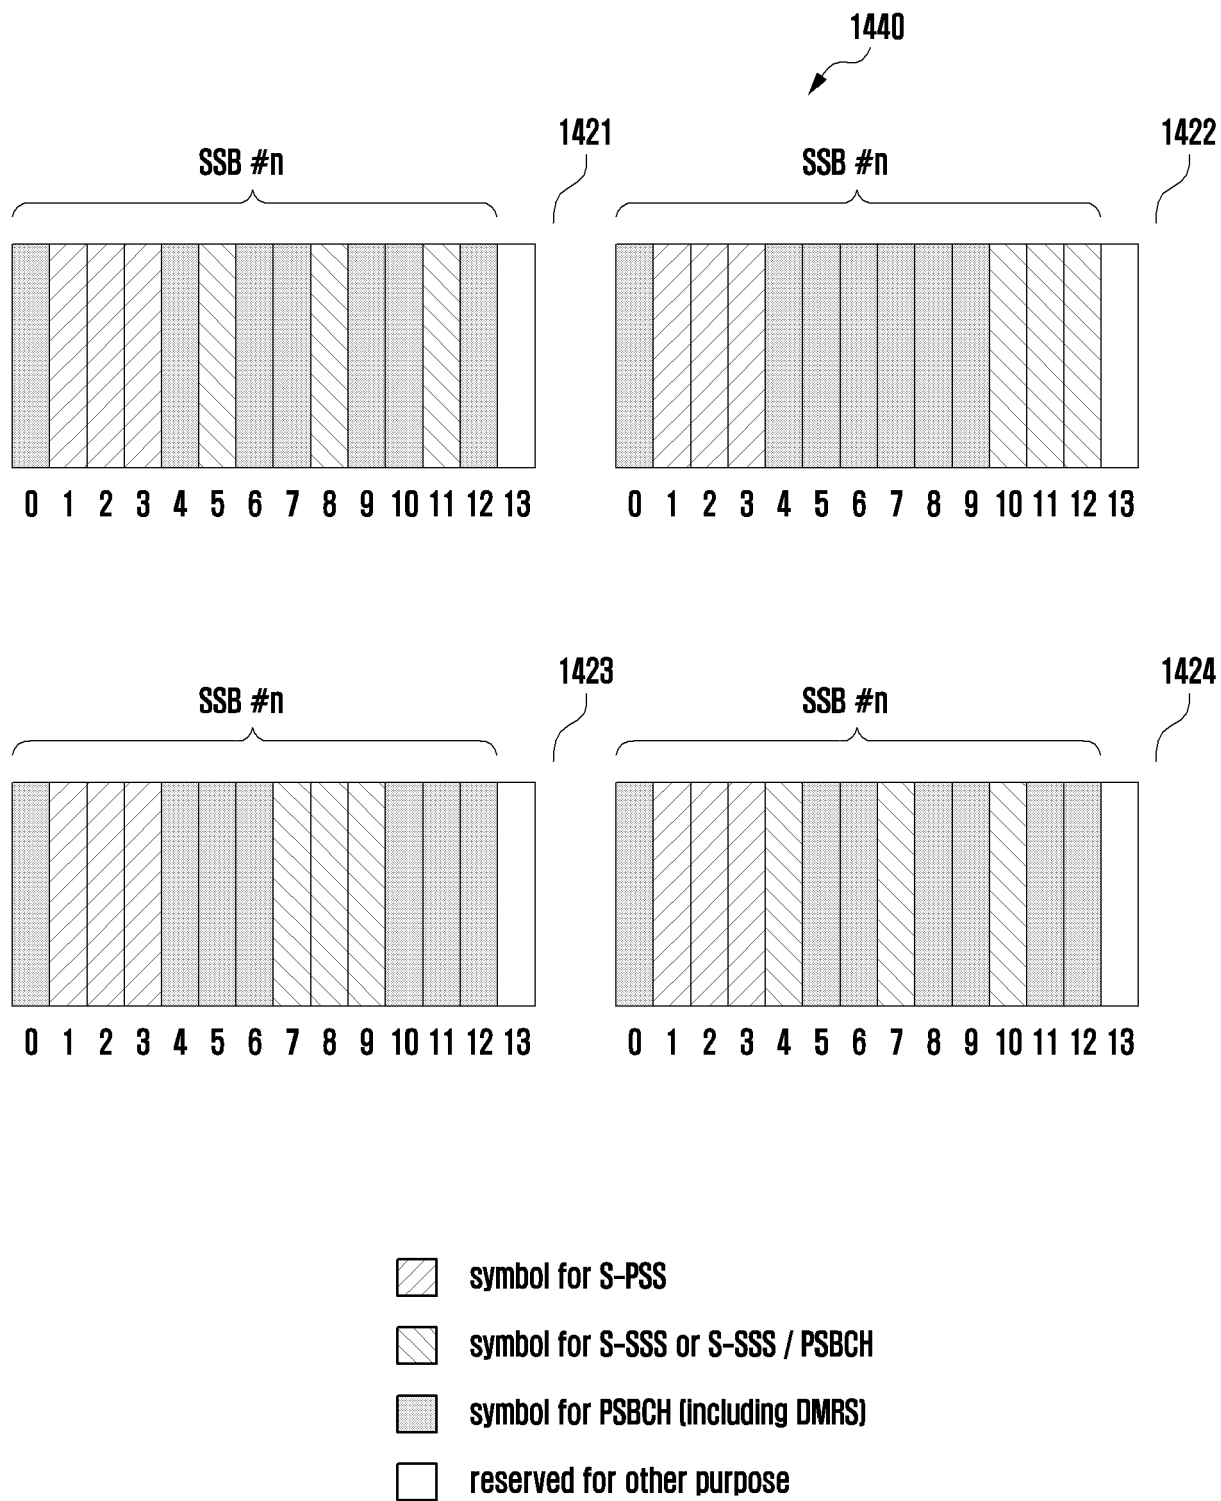 1440
1421 1422
SSB #n SSB #n
0 1 2 3 4 5 6 7 8 9 10 11 12 13 0 1 2 3 4 5 6 7 8 9 10 11 12 13
1423 1424
SSB #n SSB #n
0 1 2 3 4 5 6 7 8 9 10 11 12 13 0 1 2 3 4 5 6 7 8 9 10 11 12 13
symbol for S-PSS
symbol for S-SSS or S-SSS / PSBCH
symbol for PSBCH (including DMRS)
reserved for other purpose